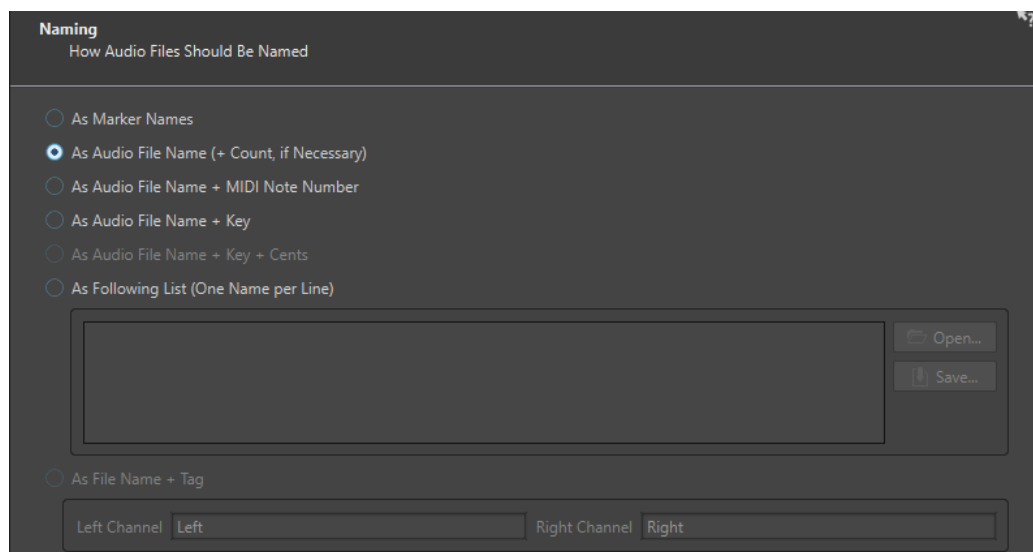 Naming
How Audio Files Should Be Named
As Marker Names
As Audio File Name (+ Count, if Necessary)
As Audio File Name + MIDI Note Number
As Audio File Name + Key
As Audio File Name + Key + Cents
As Following List (One Name per Line)
Open...
Save...
As File Name + Tag
Left Channel Left Right Channel Right